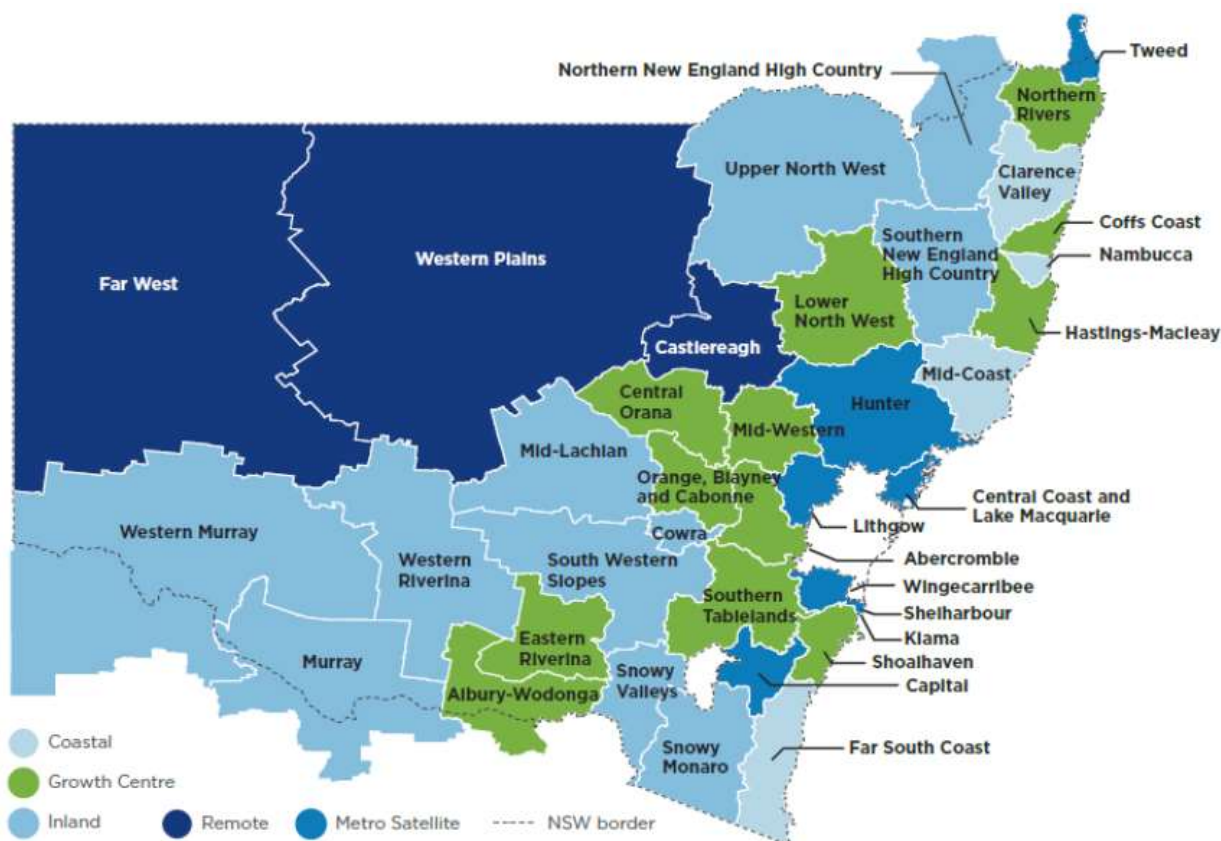 Tweed
Northern New England High Country
Northern
Rivers
Upper North West
Clarence
Valley
Coffs Coast
Southern
New England
High Country
Nambucca
Western Plains
Far West
Lower
North West
Hastings-Macleay
Castlereagh
Mid-Coast
Central
Orana
Hunter
Mid-Western
Mid-Lachlan
Orange, Blayney
and Cabonne
Central Coast and
Lake Macquarie
Lithgow
Western Murray
Cowra
Abercrombie
Western
Riverina
South Western
Slopes
Wingecarribee
Southern
Tablelands
Shellharbour
Kiama
Eastern
Riverina
Shoalhaven
Murray
Snowy
Valleys
Capital
Albury-Wodonga
Coastal
Far South Coast
Snowy
Monaro
Growth Centre
Inland
Remote
Metro Satellite
NSW border